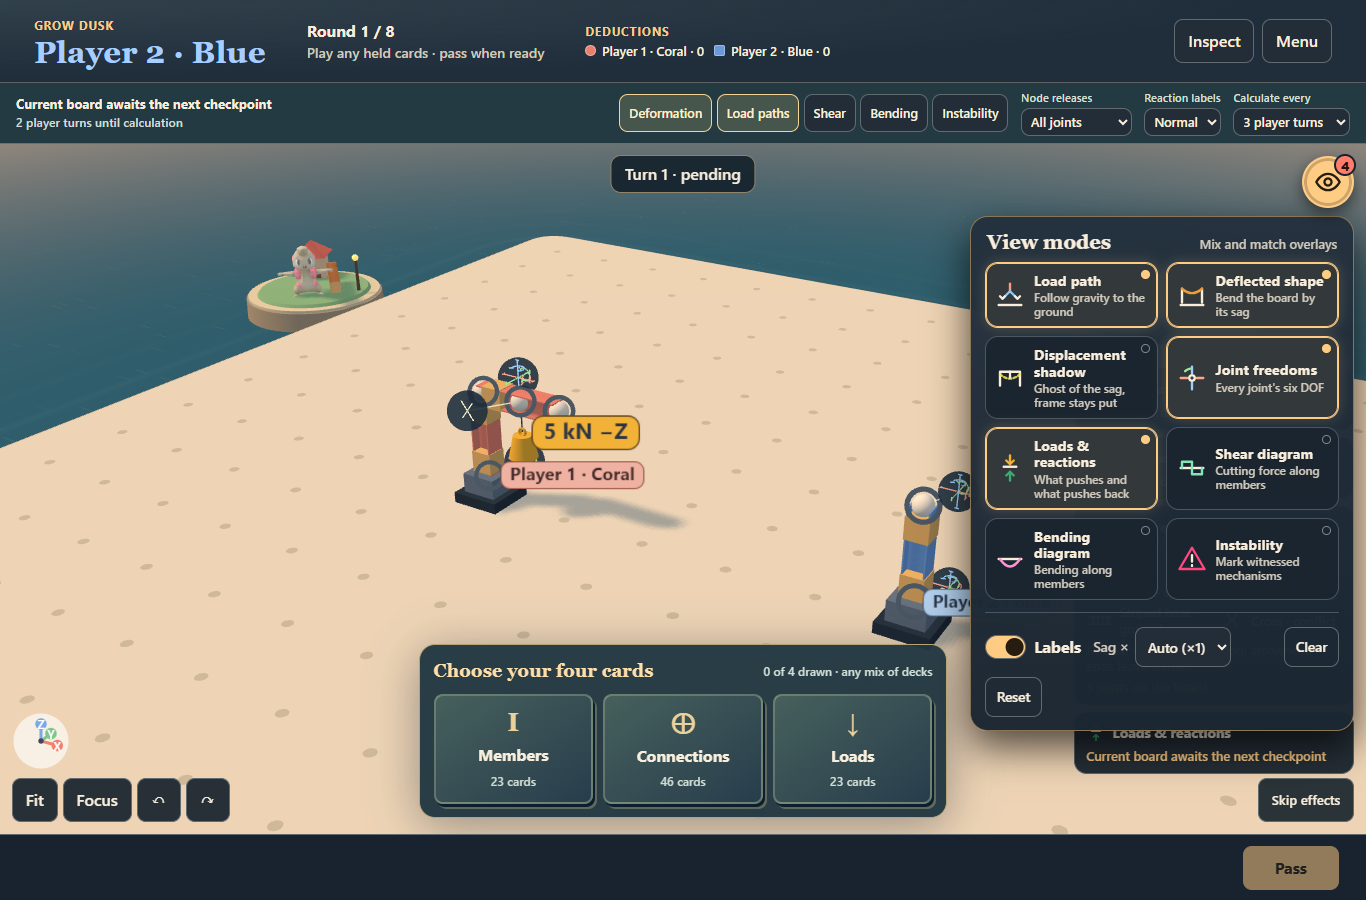 GROW DUSK
Player 2 · Blue
Round 1 / 8
Play any held cards · pass when ready
DEDUCTIONS
Player 1 · Coral · 0
Player 2 · Blue · 0
Inspect
Menu
Current board awaits the next checkpoint
2 player turns until calculation
Deformation
Load paths
Shear
Bending
Instability
Node releases
All joints
Reaction labels
Normal
Calculate every
3 player turns
Turn 1 · pending
4
View modes
Mix and match overlays
Load path
Follow gravity to the
ground
Deflected shape
Bend the board by
its sag
Displacement
shadow
Ghost of the sag,
frame stays put
Joint freedoms
Every joint's six DOF
Loads &
reactions
What pushes and
what pushes back
Shear diagram
Cutting force along
members
Bending
diagram
Bending along
members
Instability
Mark witnessed
mechanisms
Labels
Sag ×
Auto (×1)
Clear
Reset
Loads & reactions
Current board awaits the next checkpoint
X
5 kN −Z
Player 1 · Coral
Play
Choose your four cards
0 of 4 drawn · any mix of decks
I
Members
23 cards
Connections
46 cards
Loads
23 cards
Z
Y
X
Fit
Focus
Skip effects
Pass